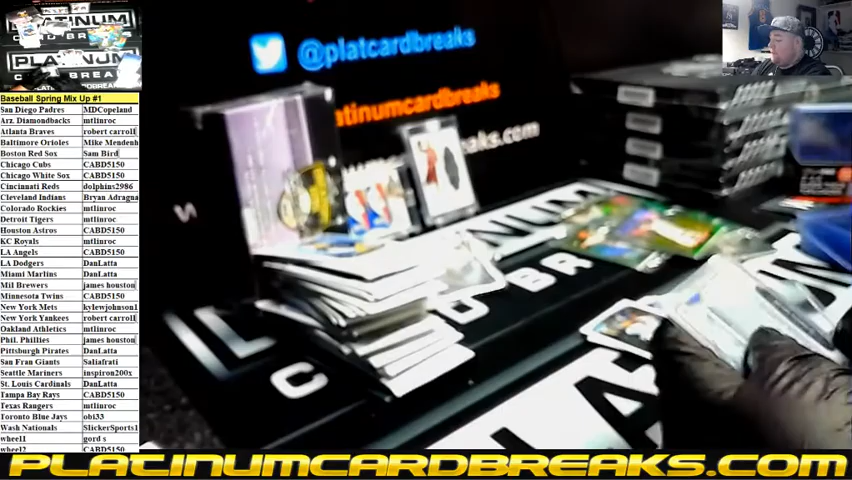 PLATINUM
CARD BREAKS
PLATINUM
CARD BREAKS
@platcardbreaks
atinumcardbreaks
Baseball Spring Mix Up #1
San Diego Padres MDCopeland
Arz. Diamondbacks mtlinroc
Atlanta Braves robert carroll
Baltimore Orioles Mike Mendenh
Boston Red Sox Sam Bird
Chicago Cubs CABD5150
Chicago White Sox CABD5150
Cincinnati Reds dolphins2986
Cleveland Indians Bryan Adragna
Colorado Rockies mtlinroc
Detroit Tigers mtlinroc
Houston Astros CABD5150
KC Royals mtlinroc
LA Angels CABD5150
LA Dodgers DanLatta
Miami Marlins DanLatta
Mil Brewers james houston
Minnesota Twins CABD5150
New York Mets kylewjohnson1
New York Yankees robert carroll
Oakland Athletics mtlinroc
Phil. Phillies james houston
Pittsburgh Pirates DanLatta
San Fran Giants Saliafrati
Seattle Mariners inspiron200x
St. Louis Cardinals DanLatta
Tampa Bay Rays CABD5150
Texas Rangers mtlinroc
Toronto Blue Jays obi33
Wash Nationals SlickerSports1
wheel1 gord s
wheel2 CABD5150
PLATINUMCARDBREAKS.COM